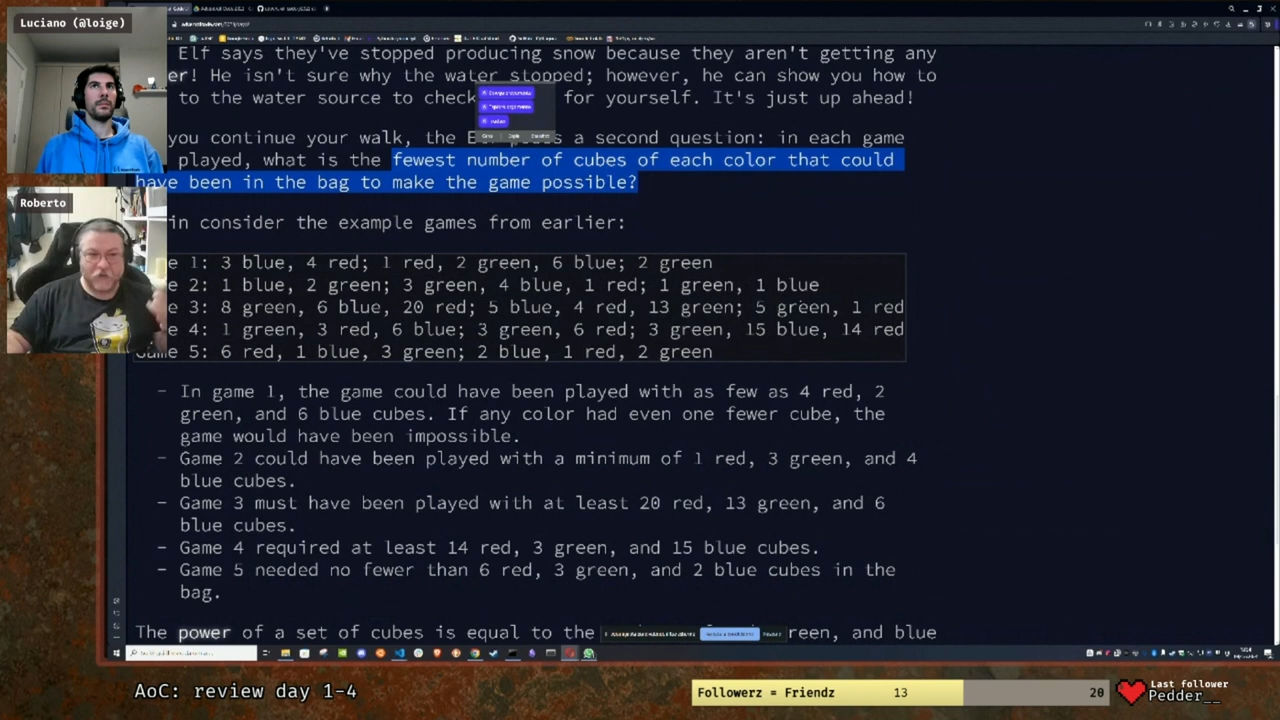 Luciano (@loige)
Elf says they've stopped producing snow because they aren't getting any
er! He isn't sure why the water stopped; however, he can show you how to
to the water source to check for yourself. It's just up ahead!
you continue your walk, the a second question: in each game
played, what is the fewest number of cubes of each color that could
have been in the bag to make the game possible?
Roberto
in consider the example games from earlier:
e 1: 3 blue, 4 red; 1 red, 2 green, 6 blue; 2 green
e 2: 1 blue, 2 green; 3 green, 4 blue, 1 red; 1 green, 1 blue
e 3: 8 green, 6 blue, 20 red; 5 blue, 4 red, 13 green; 5 green, 1 red
e 4: 1 green, 3 red, 6 blue; 3 green, 6 red; 3 green, 15 blue, 14 red
Game 5: 6 red, 1 blue, 3 green; 2 blue, 1 red, 2 green
- In game 1, the game could have been played with as few as 4 red, 2
green, and 6 blue cubes. If any color had even one fewer cube, the
game would have been impossible.
- Game 2 could have been played with a minimum of 1 red, 3 green, and 4
blue cubes.
- Game 3 must have been played with at least 20 red, 13 green, and 6
blue cubes.
- Game 4 required at least 14 red, 3 green, and 15 blue cubes.
- Game 5 needed no fewer than 6 red, 3 green, and 2 blue cubes in the
bag.
The power of a set of cubes is equal to the reen, and blue
AoC: review day 1-4
Followerz = Friendz 13 20
Last follower
Pedder__